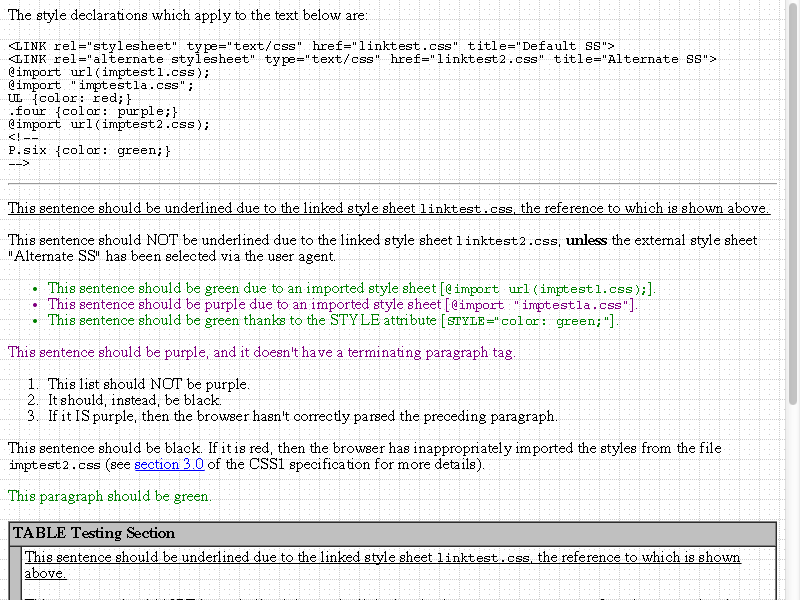 The style declarations which apply to the text below are:
<LINK rel="stylesheet" type="text/css" href="linktest.css" title="Default SS">
<LINK rel="alternate stylesheet" type="text/css" href="linktest2.css" title="Alternate SS">
@import url(imptest1.css);
@import "imptest1a.css";
UL {color: red;}
.four {color: purple;}
@import url(imptest2.css);
<!--
P.six {color: green;}
-->
This sentence should be underlined due to the linked style sheet linktest.css, the reference to which is shown above.
This sentence should NOT be underlined due to the linked style sheet linktest2.css, unless the external style sheet
"Alternate SS" has been selected via the user agent.
• This sentence should be green due to an imported style sheet [@import url(imptest1.css);].
• This sentence should be purple due to an imported style sheet [@import "imptest1a.css"].
• This sentence should be green thanks to the STYLE attribute [STYLE="color: green;"].
This sentence should be purple, and it doesn't have a terminating paragraph tag.
1. This list should NOT be purple.
2. It should, instead, be black.
3. If it IS purple, then the browser hasn't correctly parsed the preceding paragraph.
This sentence should be black. If it is red, then the browser has inappropriately imported the styles from the file
imptest2.css (see section 3.0 of the CSS1 specification for more details).
This paragraph should be green.
TABLE Testing Section
This sentence should be underlined due to the linked style sheet linktest.css, the reference to which is shown
above.